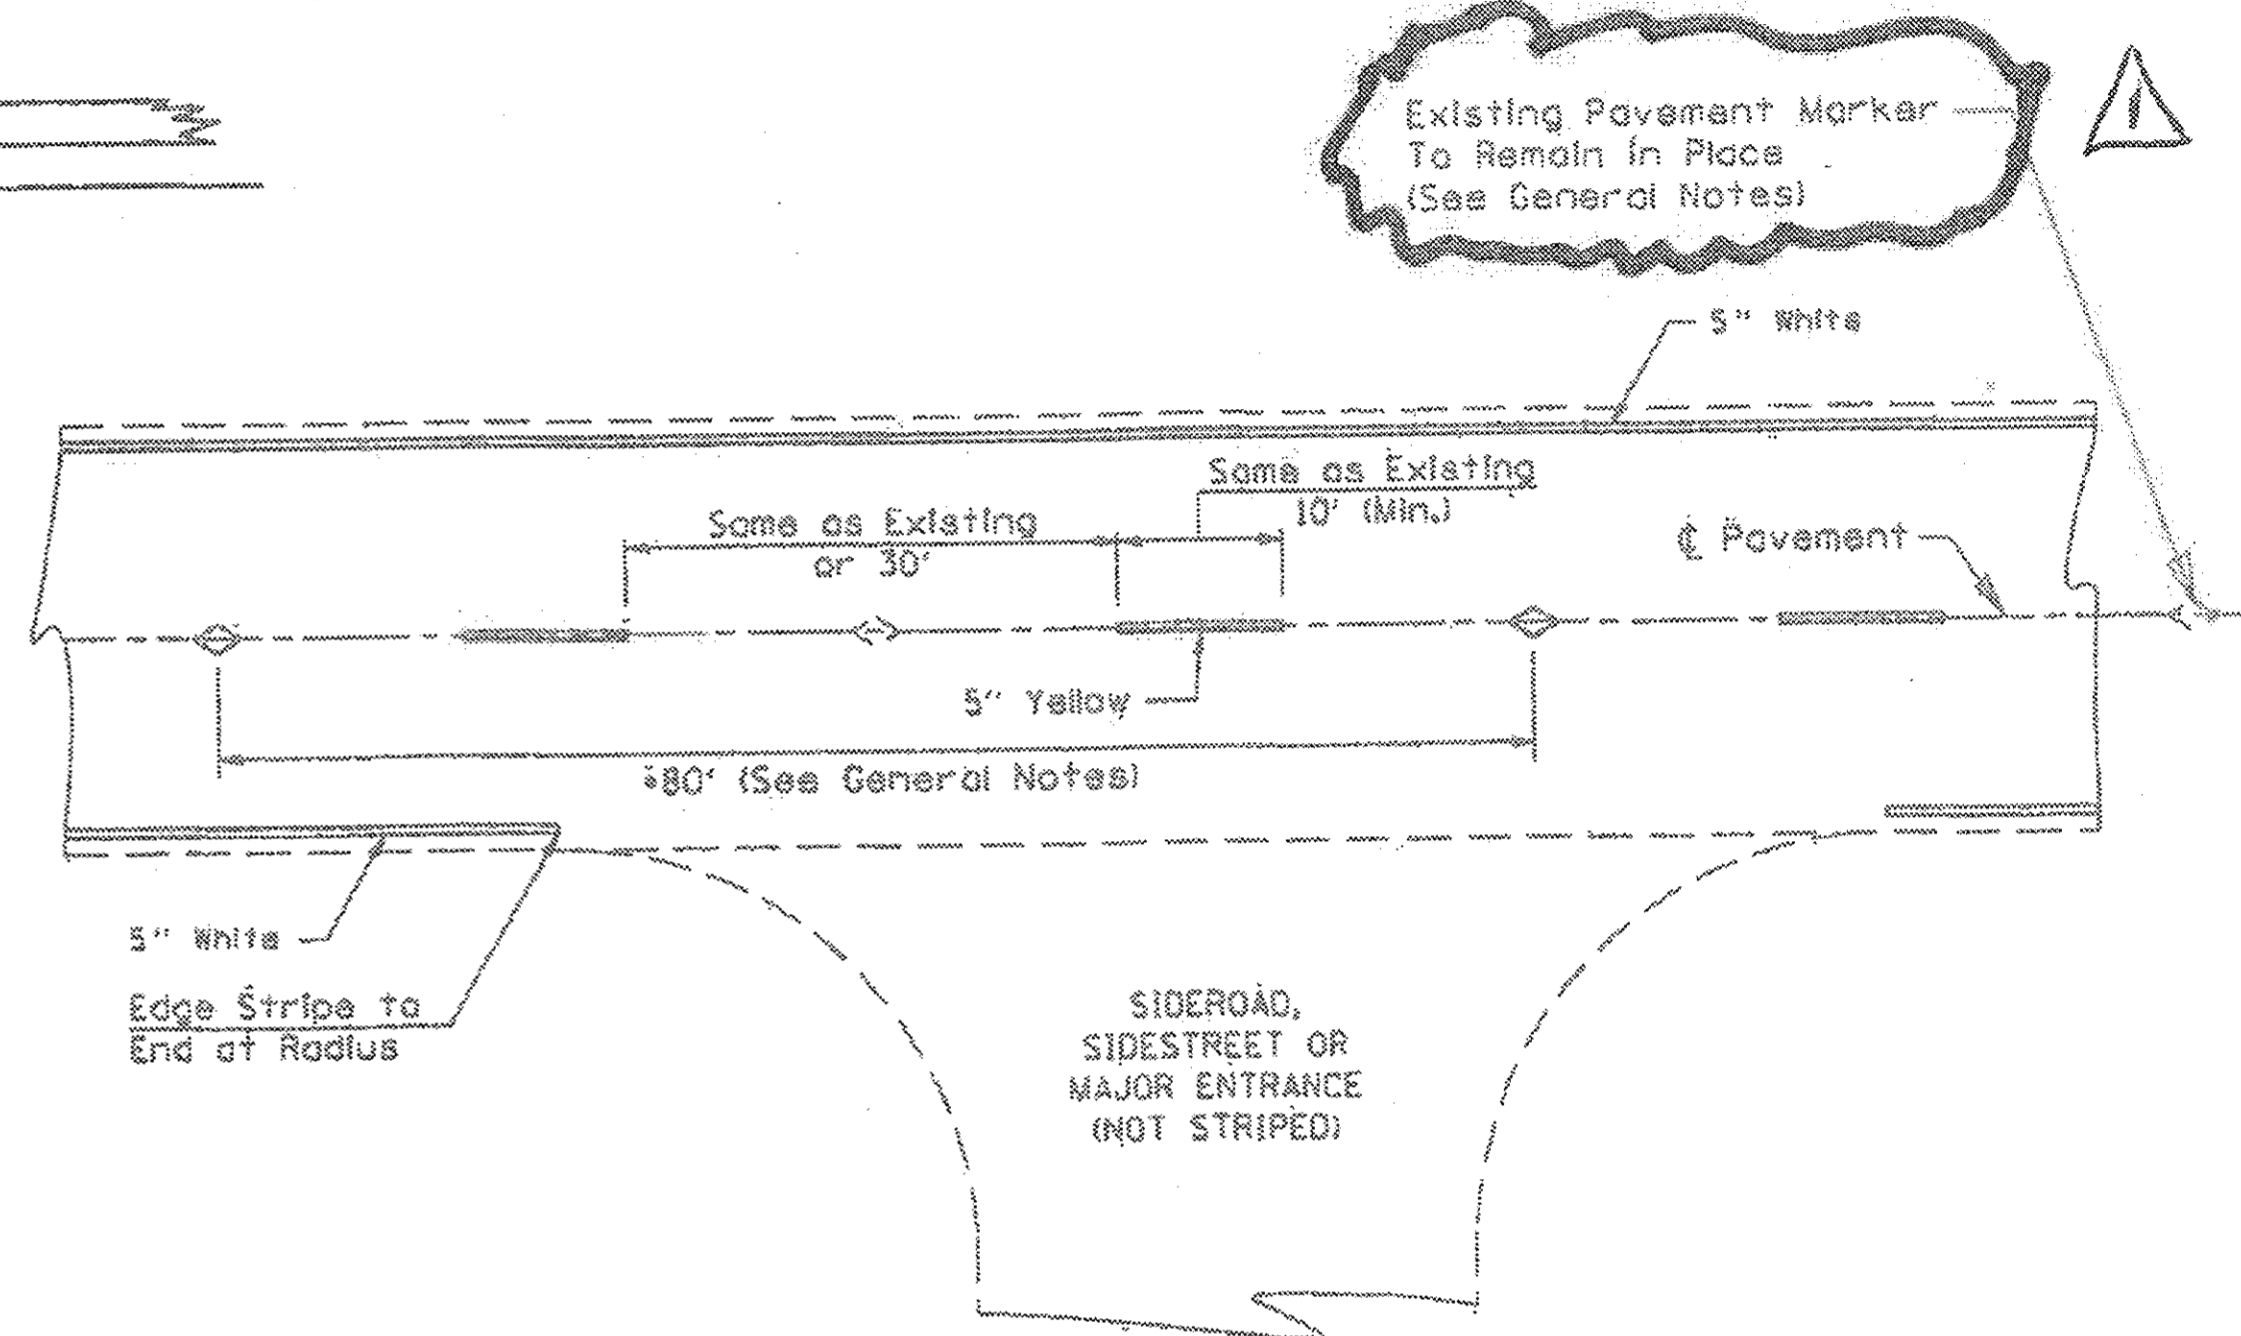 Existing Pavement Marker
To Remain in Place
(See General Notes)
1
5" White
Same as Existing
10' (Min.)
Same as Existing
or 30'
℄ Pavement
5" Yellow
80' (See General Notes)
5" White
Edge Stripe to
End at Radius
SIDEROAD,
SIDESTREET OR
MAJOR ENTRANCE
(NOT STRIPED)